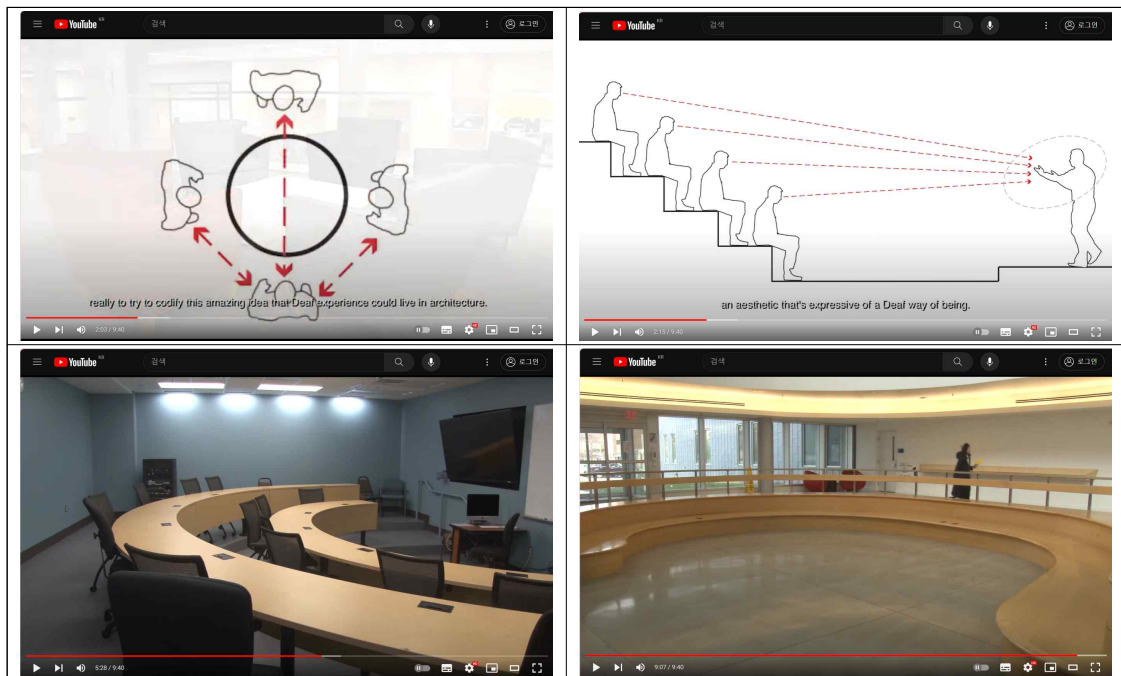 YouTube KR
검색
로그인
really to try to codify this amazing idea that Deaf experience could live in architecture.
2:03 / 9:40
YouTube KR
검색
로그인
an aesthetic that's expressive of a Deaf way of being.
2:15 / 9:40
YouTube KR
검색
로그인
5:28 / 9:40
YouTube KR
검색
로그인
9:07 / 9:40